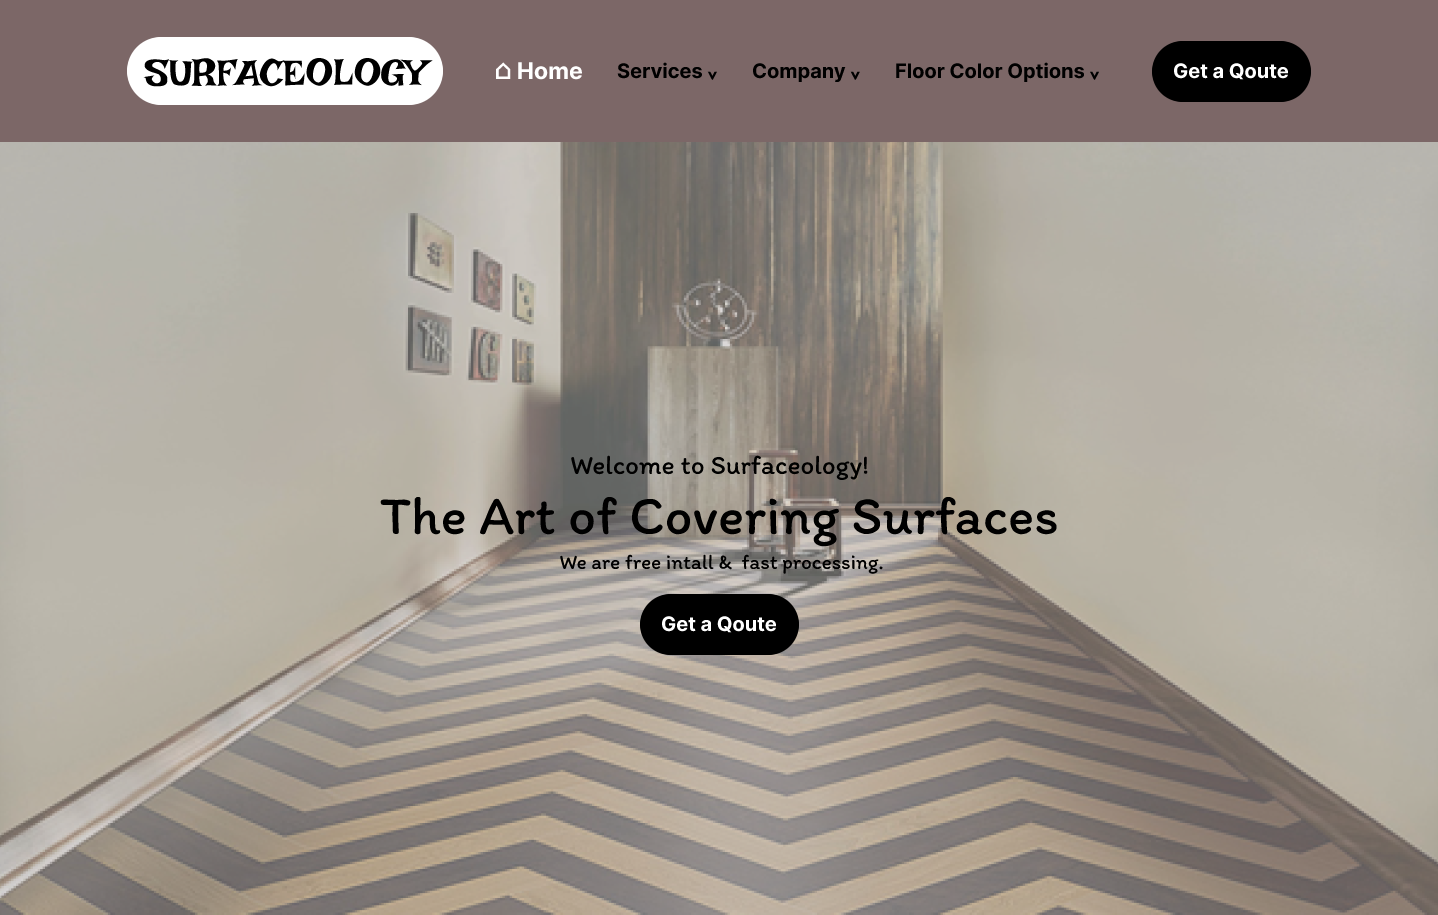 SURFACEOLOGY
Home
Services
Company
Floor Color Options
Get a Qoute
Welcome to Surfaceology!
The Art of Covering Surfaces
We are free intall & fast processing.
Get a Qoute